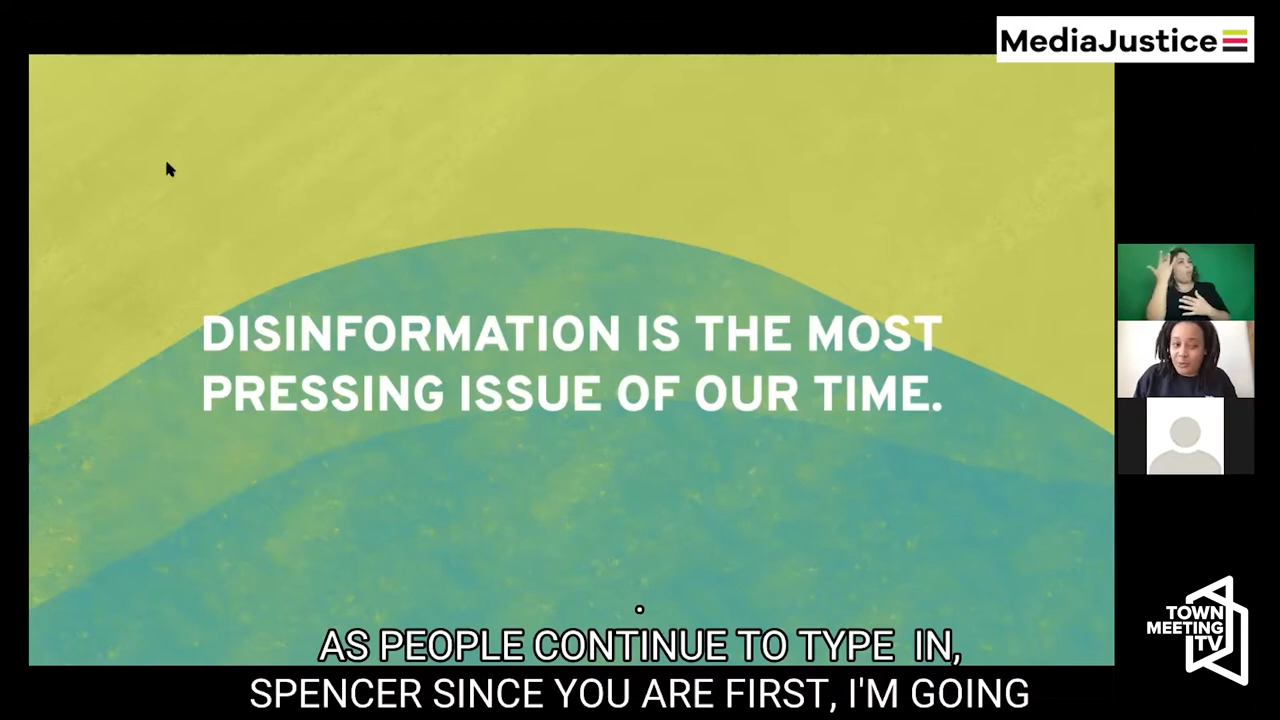 MediaJustice
DISINFORMATION IS THE MOST
PRESSING ISSUE OF OUR TIME.
TOWN
MEETING
TV
.
AS PEOPLE CONTINUE TO TYPE  IN,
SPENCER SINCE YOU ARE FIRST, I'M GOING